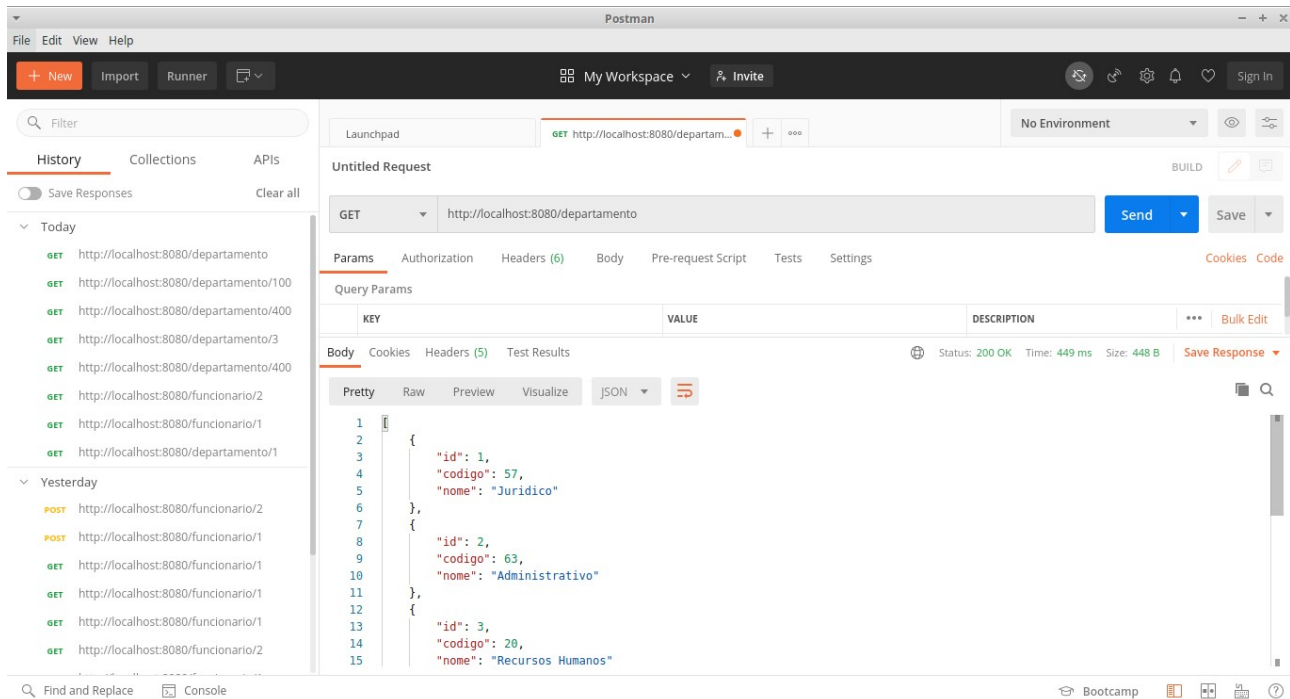 Postman
File Edit View Help
+ New Import Runner My Workspace Invite Sign In
Filter
History Collections APIs
Save Responses Clear all
Today
GET http://localhost:8080/departamento
GET http://localhost:8080/departamento/100
GET http://localhost:8080/departamento/400
GET http://localhost:8080/departamento/3
GET http://localhost:8080/departamento/400
GET http://localhost:8080/funcionario/2
GET http://localhost:8080/funcionario/1
GET http://localhost:8080/departamento/1
Yesterday
POST http://localhost:8080/funcionario/2
POST http://localhost:8080/funcionario/1
GET http://localhost:8080/funcionario/1
GET http://localhost:8080/funcionario/1
GET http://localhost:8080/funcionario/1
GET http://localhost:8080/funcionario/2
Launchpad GET http://localhost:8080/departam... + No Environment
Untitled Request BUILD
GET http://localhost:8080/departamento Send Save
Params Authorization Headers (6) Body Pre-request Script Tests Settings Cookies Code
Query Params
KEY VALUE DESCRIPTION ••• Bulk Edit
Body Cookies Headers (5) Test Results Status: 200 OK Time: 449 ms Size: 448 B Save Response
Pretty Raw Preview Visualize JSON
1 [
2 {
3 "id": 1,
4 "codigo": 57,
5 "nome": "Juridico"
6 },
7 {
8 "id": 2,
9 "codigo": 63,
10 "nome": "Administrativo"
11 },
12 {
13 "id": 3,
14 "codigo": 20,
15 "nome": "Recursos Humanos"
Find and Replace Console Bootcamp